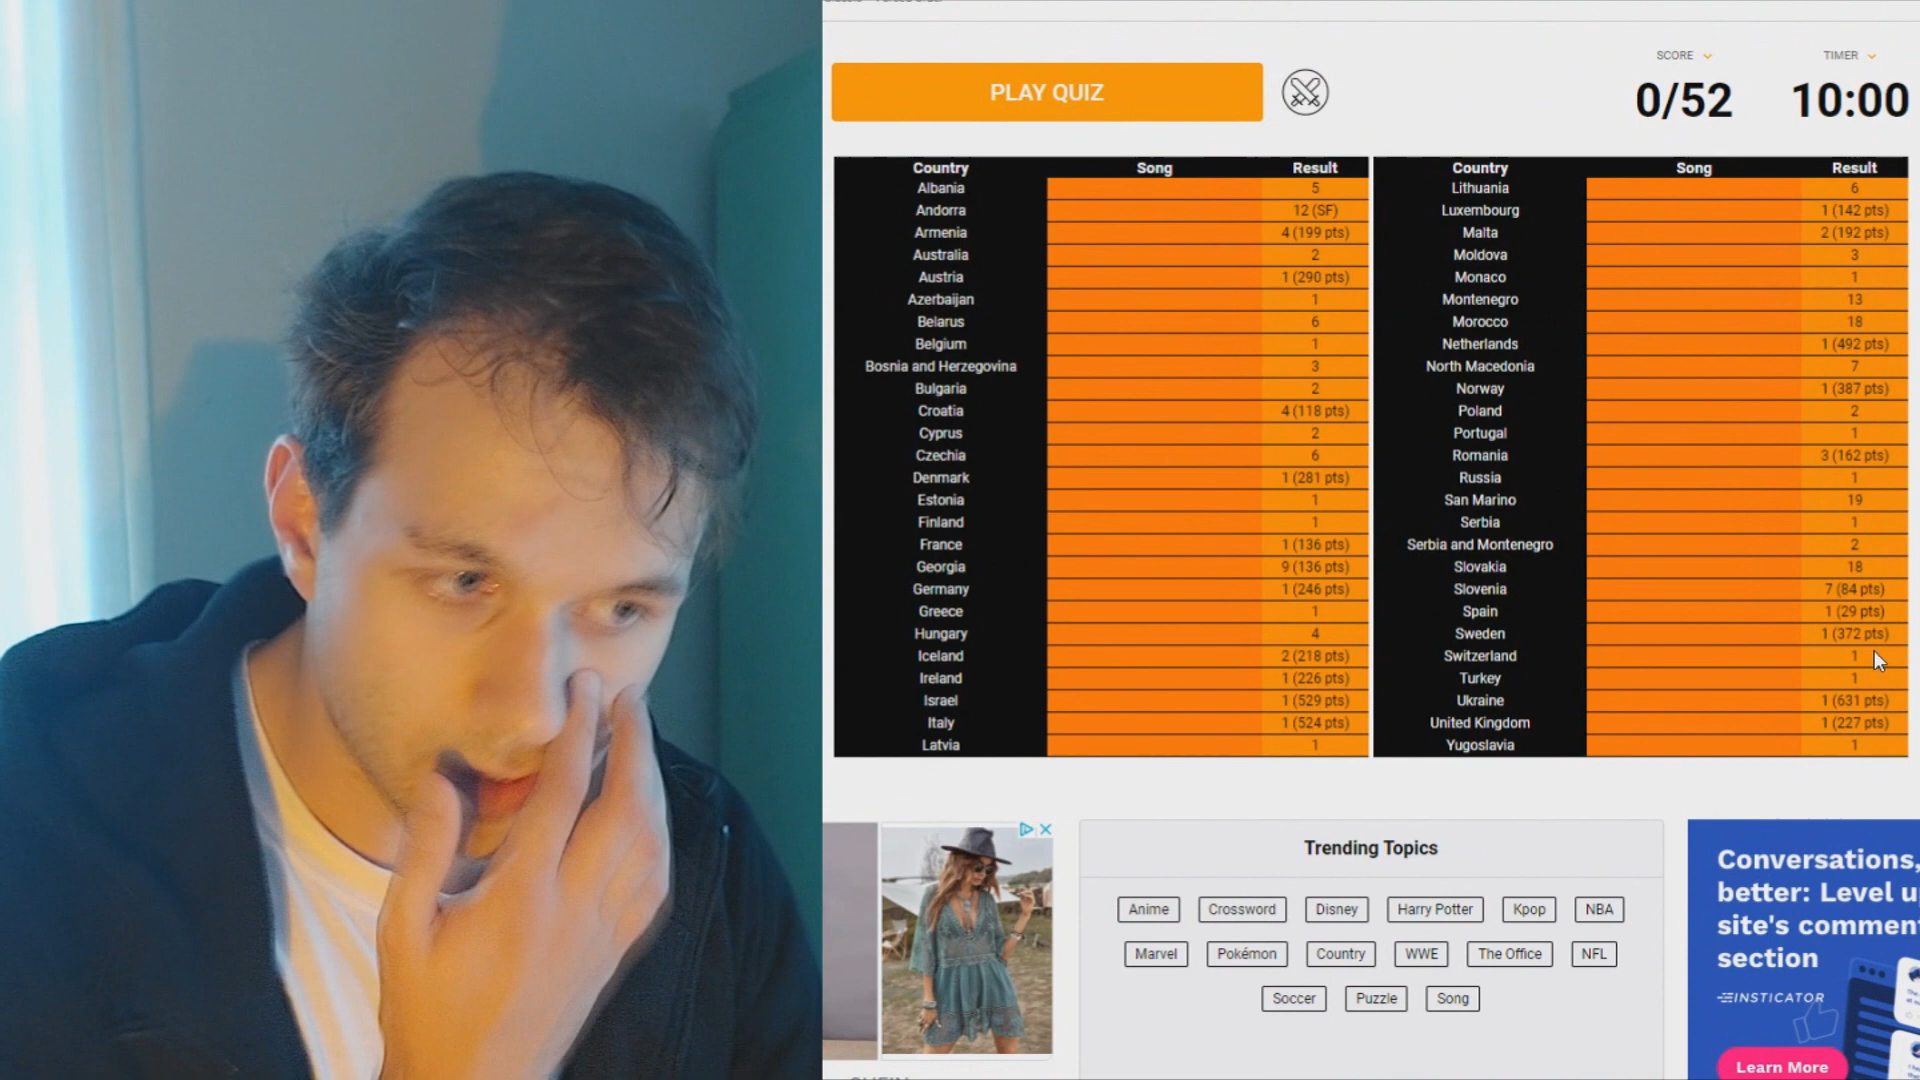 SCORE
TIMER
PLAY QUIZ
0/52
10:00
Country Song Result
Albania 5
Andorra 12 (SF)
Armenia 4 (199 pts)
Australia 2
Austria 1 (290 pts)
Azerbaijan 1
Belarus 6
Belgium 1
Bosnia and Herzegovina 3
Bulgaria 2
Croatia 4 (118 pts)
Cyprus 2
Czechia 6
Denmark 1 (281 pts)
Estonia 1
Finland 1
France 1 (136 pts)
Georgia 9 (136 pts)
Germany 1 (246 pts)
Greece 1
Hungary 4
Iceland 2 (218 pts)
Ireland 1 (226 pts)
Israel 1 (529 pts)
Italy 1 (524 pts)
Latvia 1
Country Song Result
Lithuania 6
Luxembourg 1 (142 pts)
Malta 2 (192 pts)
Moldova 3
Monaco 1
Montenegro 13
Morocco 18
Netherlands 1 (492 pts)
North Macedonia 7
Norway 1 (387 pts)
Poland 2
Portugal 1
Romania 3 (162 pts)
Russia 1
San Marino 19
Serbia 1
Serbia and Montenegro 2
Slovakia 18
Slovenia 7 (84 pts)
Spain 1 (29 pts)
Sweden 1 (372 pts)
Switzerland 1
Turkey 1
Ukraine 1 (631 pts)
United Kingdom 1 (227 pts)
Yugoslavia 1
Trending Topics
Anime Crossword Disney Harry Potter Kpop NBA
Marvel Pokémon Country WWE The Office NFL
Soccer Puzzle Song
Conversations,
better: Level u
site's commen
section
INSTICATOR
Learn More